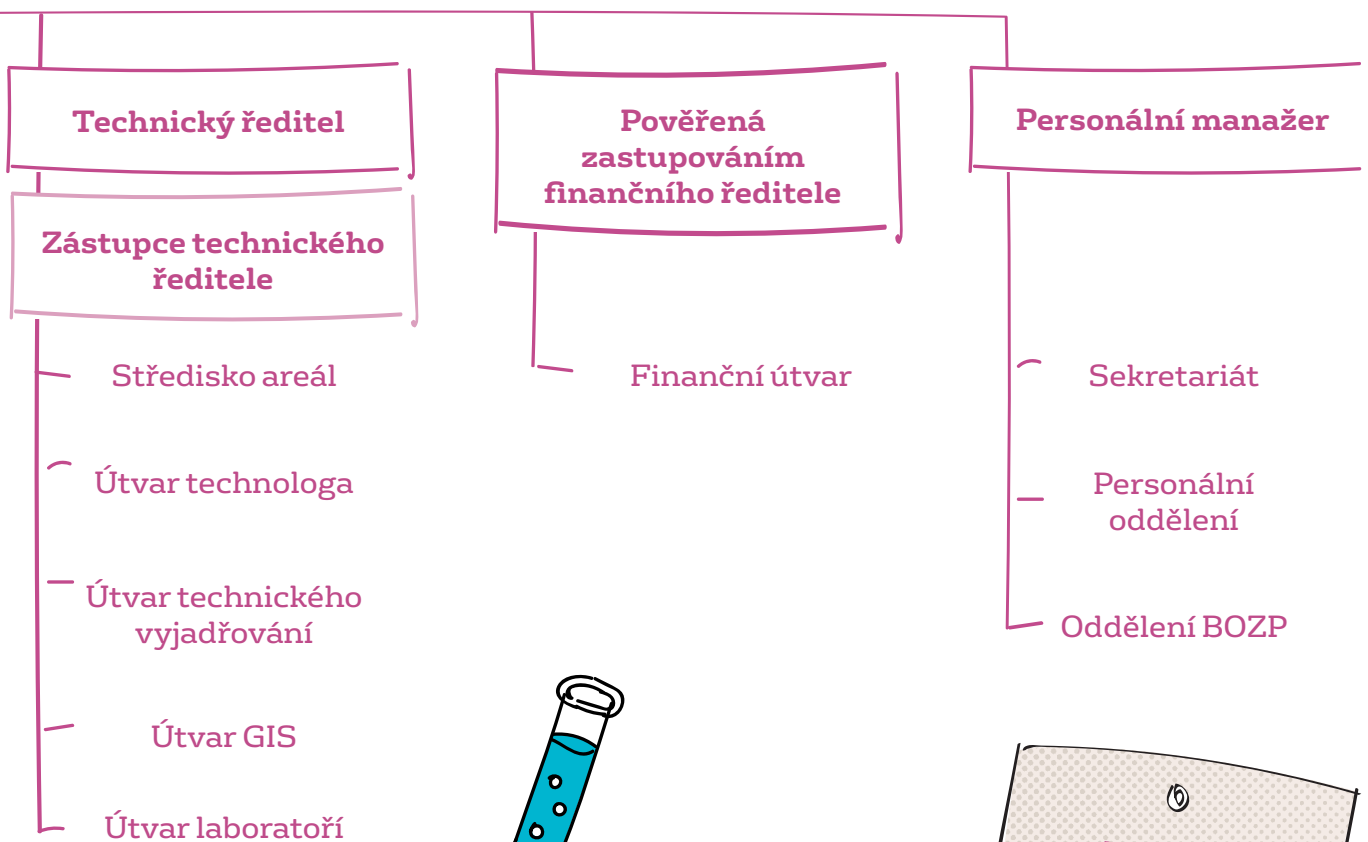 Technický ředitel
Zástupce technického
ředitele
Středisko areál
Útvar technologa
Útvar technického
vyjadřování
Útvar GIS
Útvar laboratoří
Pověřená
zastupováním
finančního ředitele
Finanční útvar
Personální manažer
Sekretariát
Personální
oddělení
Oddělení BOZP